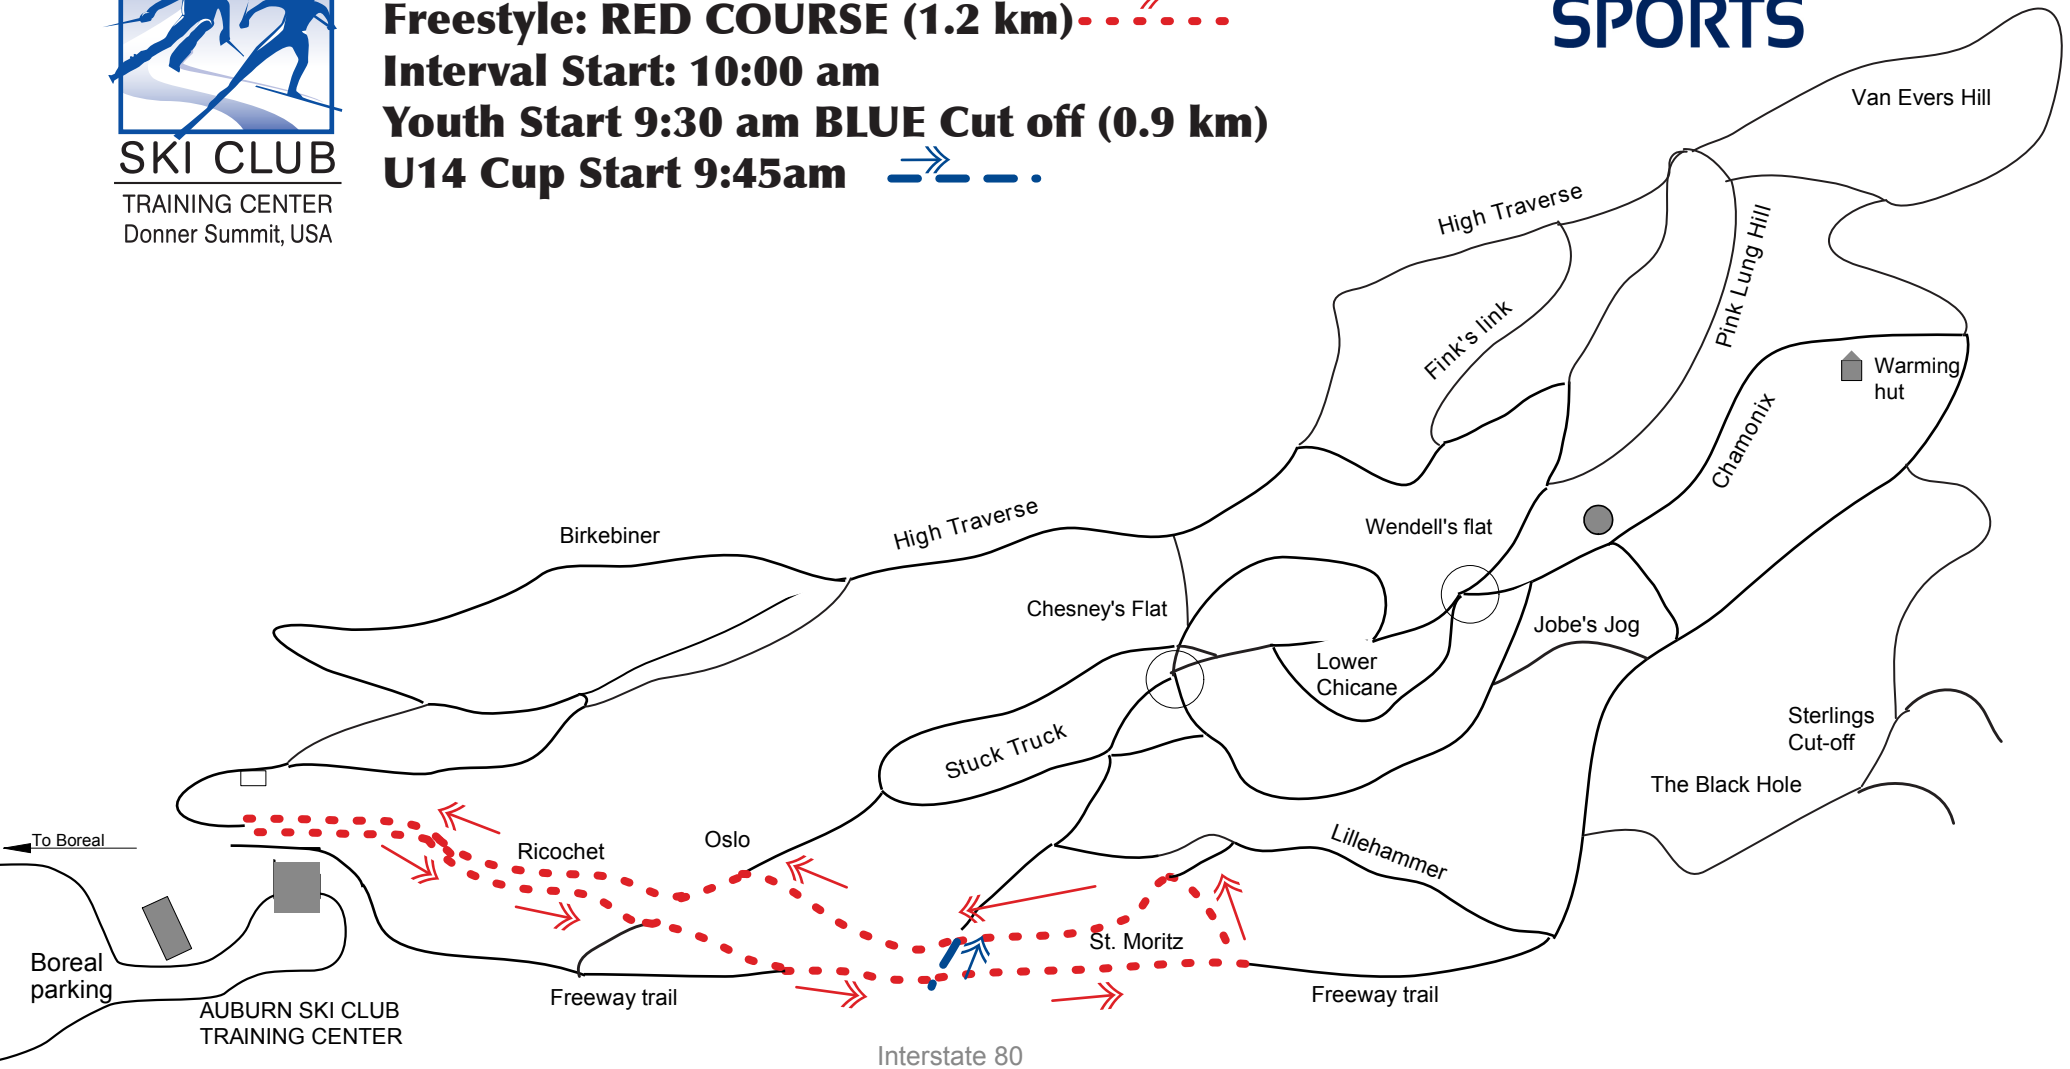 Freestyle: RED COURSE (1.2 km)
Interval Start: 10:00 am
Youth Start 9:30 am BLUE Cut off (0.9 km)
U14 Cup Start 9:45am
SPORTS
SKI CLUB
TRAINING CENTER
Donner Summit, USA
Van Evers Hill
High Traverse
Pink Lung Hill
Fink's link
Warming
hut
Chamonix
High Traverse
Wendell's flat
Birkebiner
Chesney's Flat
Jobe's Jog
Lower
Chicane
Stuck Truck
Sterlings
Cut-off
The Black Hole
To Boreal
Ricochet
Oslo
Lillehammer
St. Moritz
Boreal
parking
Freeway trail
Freeway trail
AUBURN SKI CLUB
TRAINING CENTER
Interstate 80